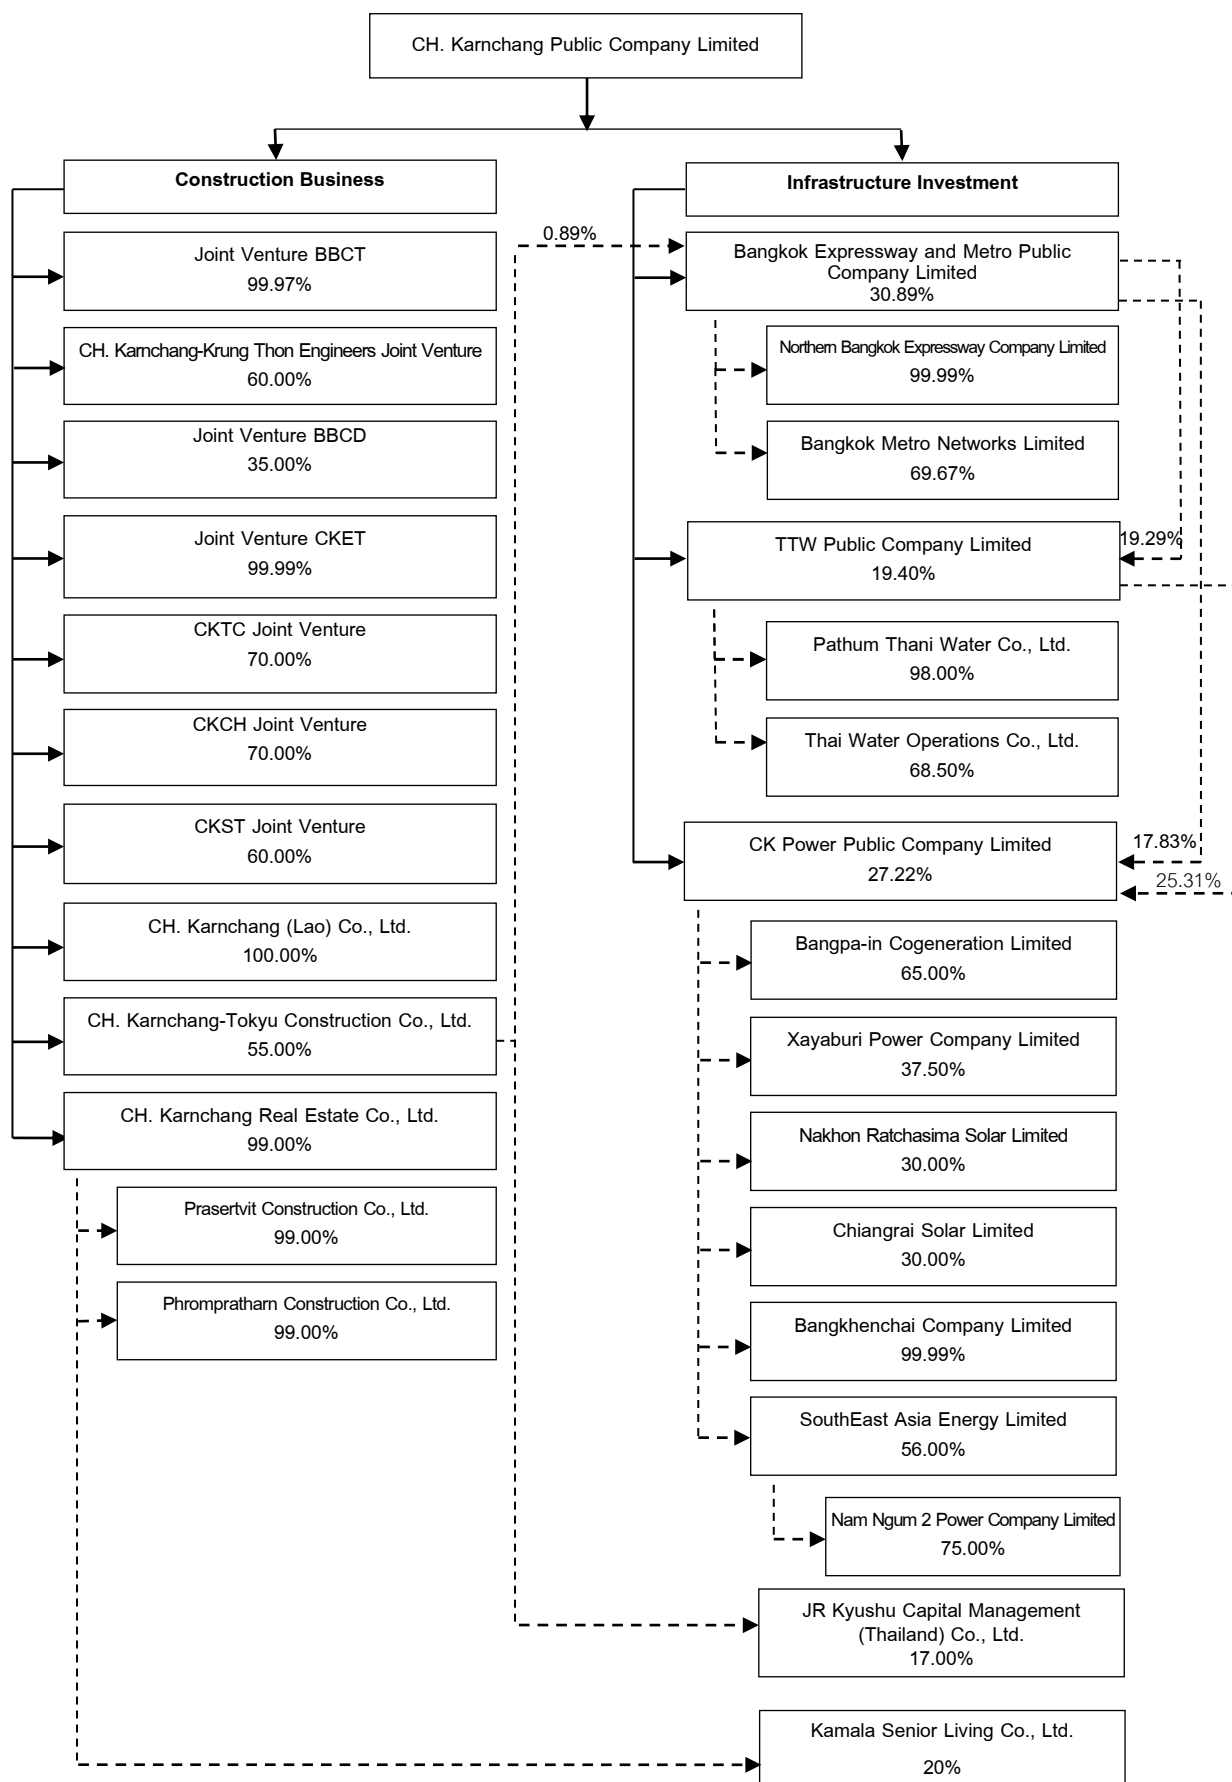 CH. Karnchang Public Company Limited
Construction Business
Joint Venture BBCT
99.97%
CH. Karnchang-Krung Thon Engineers Joint Venture
60.00%
Joint Venture BBCD
35.00%
Joint Venture CKET
99.99%
CKTC Joint Venture
70.00%
CKCH Joint Venture
70.00%
CKST Joint Venture
60.00%
CH. Karnchang (Lao) Co., Ltd.
100.00%
CH. Karnchang-Tokyu Construction Co., Ltd.
55.00%
CH. Karnchang Real Estate Co., Ltd.
99.00%
Prasertvit Construction Co., Ltd.
99.00%
Phrompratharn Construction Co., Ltd.
99.00%
Infrastructure Investment
0.89%
Bangkok Expressway and Metro Public
Company Limited
30.89%
Northern Bangkok Expressway Company Limited
99.99%
Bangkok Metro Networks Limited
69.67%
TTW Public Company Limited
19.40%
19.29%
Pathum Thani Water Co., Ltd.
98.00%
Thai Water Operations Co., Ltd.
68.50%
CK Power Public Company Limited
27.22%
17.83%
25.31%
Bangpa-in Cogeneration Limited
65.00%
Xayaburi Power Company Limited
37.50%
Nakhon Ratchasima Solar Limited
30.00%
Chiangrai Solar Limited
30.00%
Bangkhenchai Company Limited
99.99%
SouthEast Asia Energy Limited
56.00%
Nam Ngum 2 Power Company Limited
75.00%
JR Kyushu Capital Management
(Thailand) Co., Ltd.
17.00%
Kamala Senior Living Co., Ltd.
20%